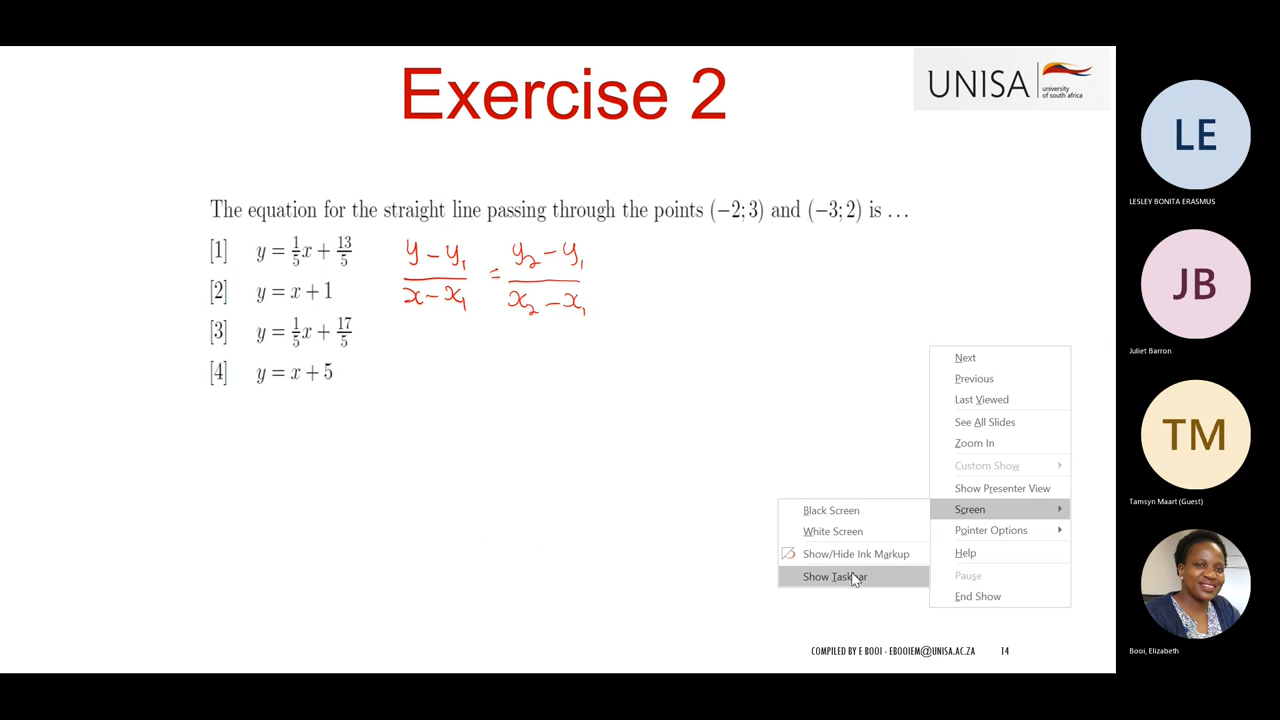 Exercise 2
UNISA
university
of south africa
The equation for the straight line passing through the points (−2; 3) and (−3; 2) is …
[1] y = 1/5 x + 13/5
[2] y = x + 1
[3] y = 1/5 x + 17/5
[4] y = x + 5
(y − y₁)/(x − x₁) = (y₂ − y₁)/(x₂ − x₁)
Next
Previous
Last Viewed
See All Slides
Zoom In
Custom Show
Show Presenter View
Screen
Pointer Options
Help
Pause
End Show
Black Screen
White Screen
Show/Hide Ink Markup
Show Taskbar
COMPILED BY E BOOI - EBOOIEM@UNISA.AC.ZA 14
LE
LESLEY BONITA ERASMUS
JB
Juliet Barron
TM
Tamsyn Maart (Guest)
Booi, Elizabeth